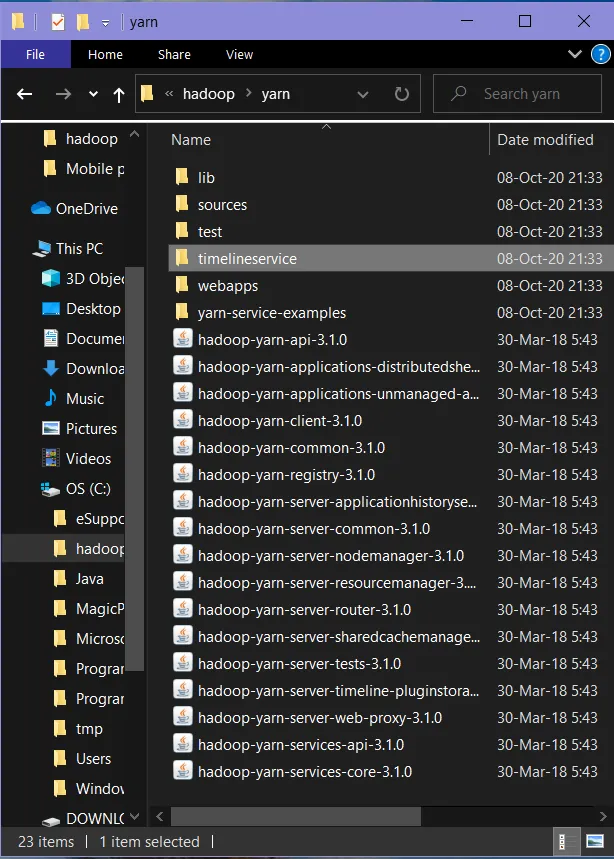 yarn
File Home Share View
?
« hadoop > yarn Search yarn
Name Date modified
hadoop
Mobile p
OneDrive
This PC
3D Objec
Desktop
Documen
Downloa
Music
Pictures
Videos
OS (C:)
eSuppo
hadoop
Java
MagicP
Microso
Program
Program
tmp
Users
Window
DOWNLO
lib 08-Oct-20 21:33
sources 08-Oct-20 21:33
test 08-Oct-20 21:33
timelineservice 08-Oct-20 21:33
webapps 08-Oct-20 21:33
yarn-service-examples 08-Oct-20 21:33
hadoop-yarn-api-3.1.0 30-Mar-18 5:43
hadoop-yarn-applications-distributedshe... 30-Mar-18 5:43
hadoop-yarn-applications-unmanaged-a... 30-Mar-18 5:43
hadoop-yarn-client-3.1.0 30-Mar-18 5:43
hadoop-yarn-common-3.1.0 30-Mar-18 5:43
hadoop-yarn-registry-3.1.0 30-Mar-18 5:43
hadoop-yarn-server-applicationhistoryse... 30-Mar-18 5:43
hadoop-yarn-server-common-3.1.0 30-Mar-18 5:43
hadoop-yarn-server-nodemanager-3.1.0 30-Mar-18 5:43
hadoop-yarn-server-resourcemanager-3.... 30-Mar-18 5:43
hadoop-yarn-server-router-3.1.0 30-Mar-18 5:43
hadoop-yarn-server-sharedcachemanage... 30-Mar-18 5:43
hadoop-yarn-server-tests-3.1.0 30-Mar-18 5:43
hadoop-yarn-server-timeline-pluginstora... 30-Mar-18 5:43
hadoop-yarn-server-web-proxy-3.1.0 30-Mar-18 5:43
hadoop-yarn-services-api-3.1.0 30-Mar-18 5:43
hadoop-yarn-services-core-3.1.0 30-Mar-18 5:43
23 items 1 item selected